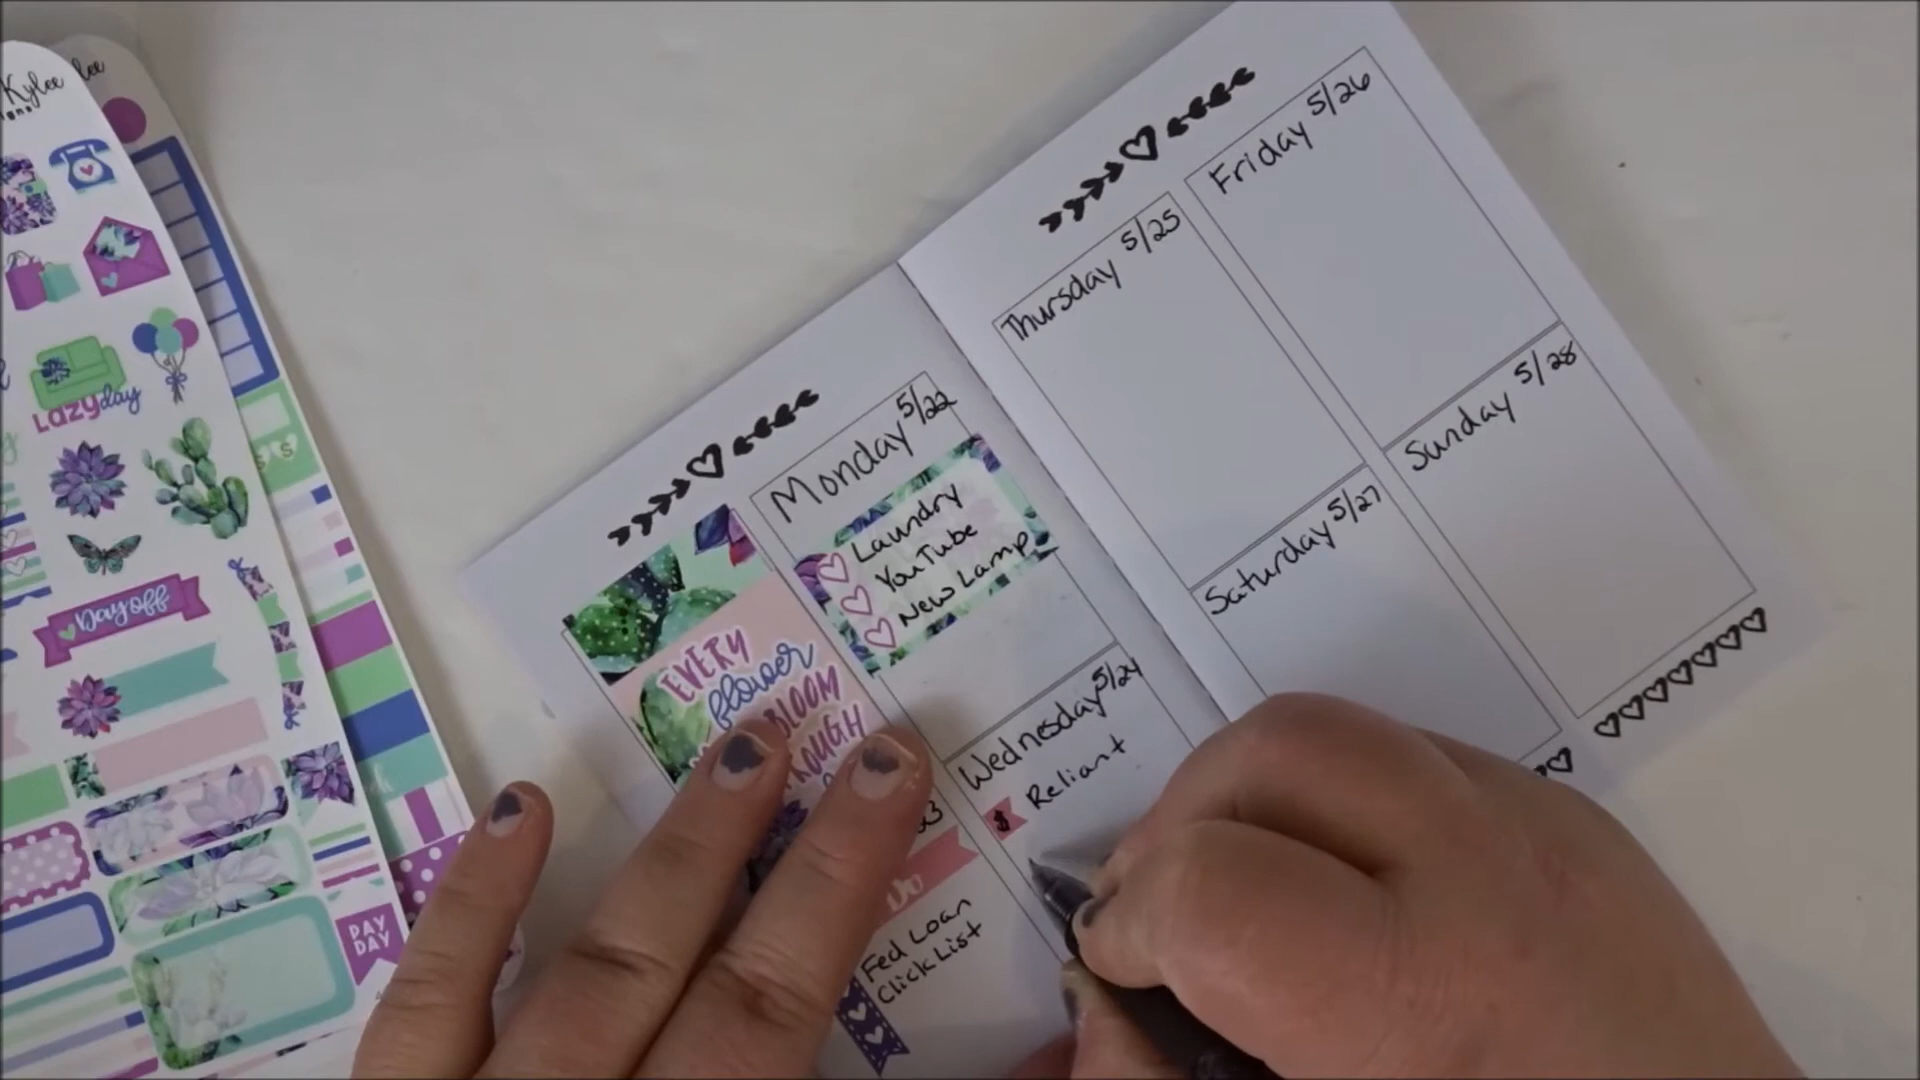 Kylee
lee
Lazy day
Day off
PAY
DAY
Monday 5/22
Laundry
YouTube
New Lamp
EVERY
flower
BLOOM
Wednesday 5/24
$ Reliant
Fed Loan
Click List
Thursday 5/25
Friday 5/26
Saturday 5/27
Sunday 5/28